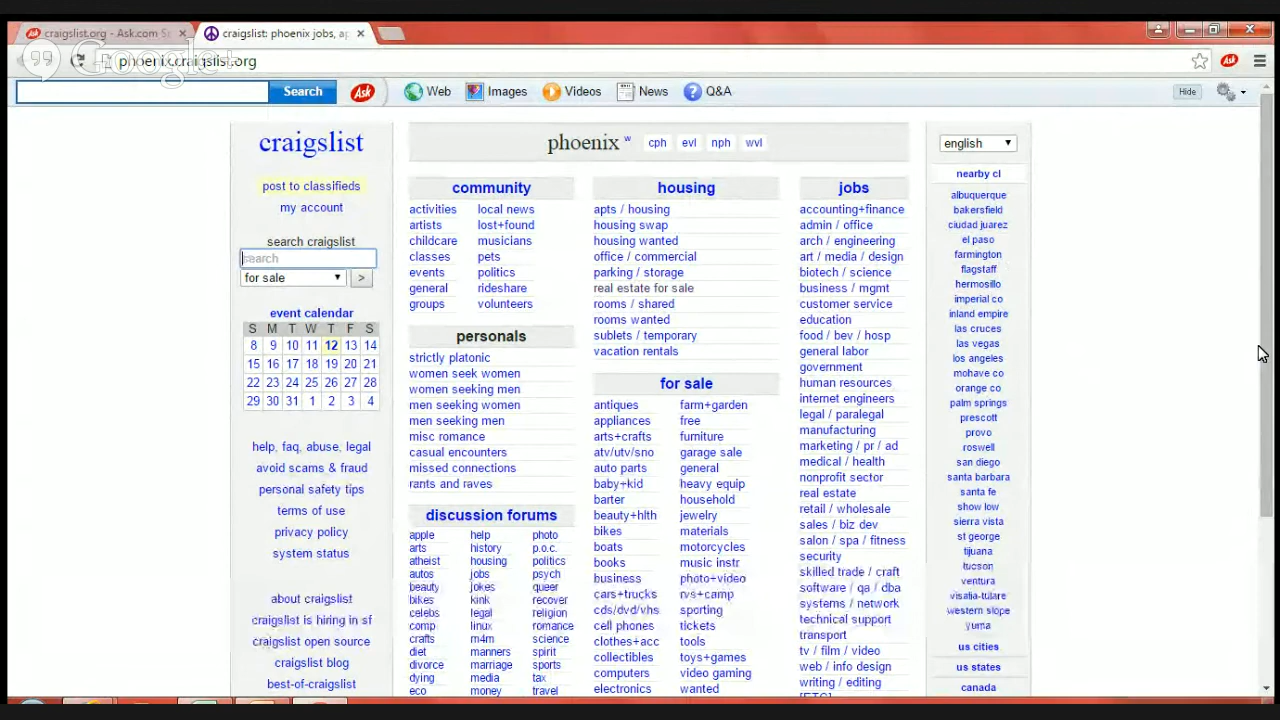 craigslist.org - Ask.com Se
craigslist: phoenix jobs, ap
Google+
phoenix.craigslist.org
Search
Ask
Web
Images
Videos
News
Q&A
Hide
craigslist
post to classifieds
my account
search craigslist
search
for sale
>
event calendar
S M T W T F S
8 9 10 11 12 13 14
15 16 17 18 19 20 21
22 23 24 25 26 27 28
29 30 31 1 2 3 4
help, faq, abuse, legal
avoid scams & fraud
personal safety tips
terms of use
privacy policy
system status
about craigslist
craigslist is hiring in sf
craigslist open source
craigslist blog
best-of-craigslist
phoenix w cph evl nph wvl
community
activities local news
artists lost+found
childcare musicians
classes pets
events politics
general rideshare
groups volunteers
personals
strictly platonic
women seek women
women seeking men
men seeking women
men seeking men
misc romance
casual encounters
missed connections
rants and raves
discussion forums
apple help photo
arts history p.o.c.
atheist housing politics
autos jobs psych
beauty jokes queer
bikes kink recover
celebs legal religion
comp linux romance
crafts m4m science
diet manners spirit
divorce marriage sports
dying media tax
eco money travel
housing
apts / housing
housing swap
housing wanted
office / commercial
parking / storage
real estate for sale
rooms / shared
rooms wanted
sublets / temporary
vacation rentals
for sale
antiques farm+garden
appliances free
arts+crafts furniture
atv/utv/sno garage sale
auto parts general
baby+kid heavy equip
barter household
beauty+hlth jewelry
bikes materials
boats motorcycles
books music instr
business photo+video
cars+trucks rvs+camp
cds/dvd/vhs sporting
cell phones tickets
clothes+acc tools
collectibles toys+games
computers video gaming
electronics wanted
jobs
accounting+finance
admin / office
arch / engineering
art / media / design
biotech / science
business / mgmt
customer service
education
food / bev / hosp
general labor
government
human resources
internet engineers
legal / paralegal
manufacturing
marketing / pr / ad
medical / health
nonprofit sector
real estate
retail / wholesale
sales / biz dev
salon / spa / fitness
security
skilled trade / craft
software / qa / dba
systems / network
technical support
transport
tv / film / video
web / info design
writing / editing
[ETC]
english
nearby cl
albuquerque
bakersfield
ciudad juarez
el paso
farmington
flagstaff
hermosillo
imperial co
inland empire
las cruces
las vegas
los angeles
mohave co
orange co
palm springs
prescott
provo
roswell
san diego
santa barbara
santa fe
show low
sierra vista
st george
tijuana
tucson
ventura
visalia-tulare
western slope
yuma
us cities
us states
canada